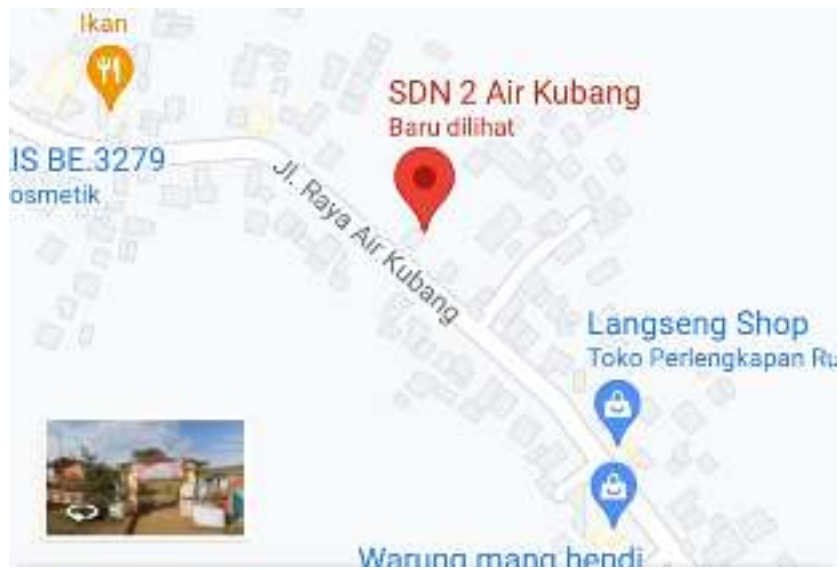 Ikan
SDN 2 Air Kubang
Baru dilihat
IS BE.3279
osmetik
Jl. Raya Air Kubang
Langseng Shop
Toko Perlengkapan Ru
Warung mang hendi